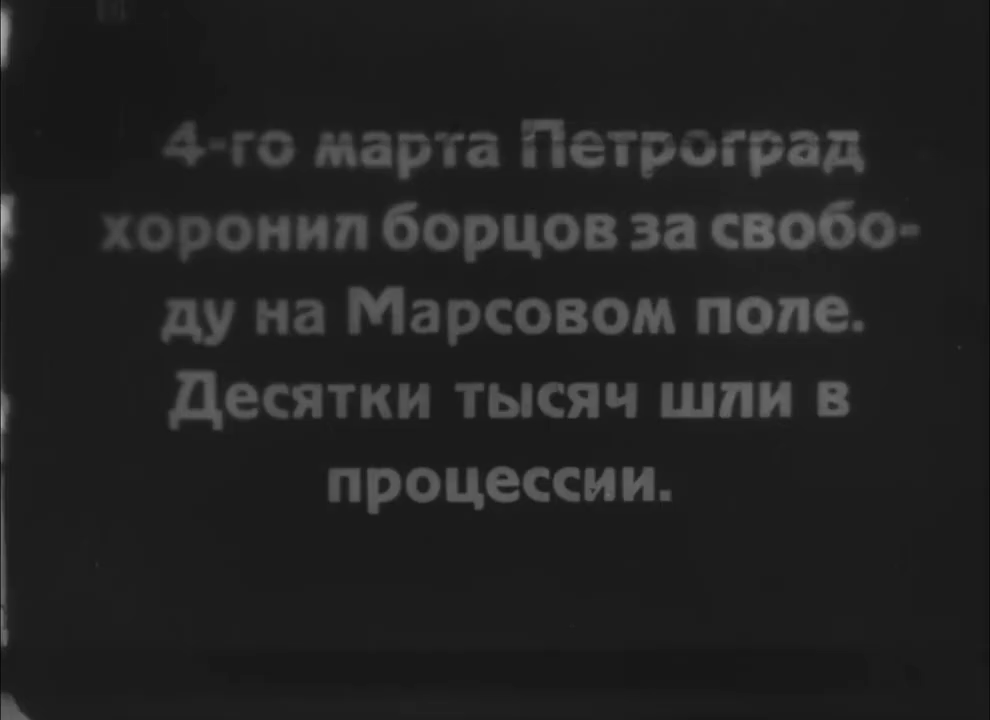 4-го марта Петроград
хоронил борцов за свобо-
ду на Марсовом поле.
Десятки тысяч шли в
процессии.